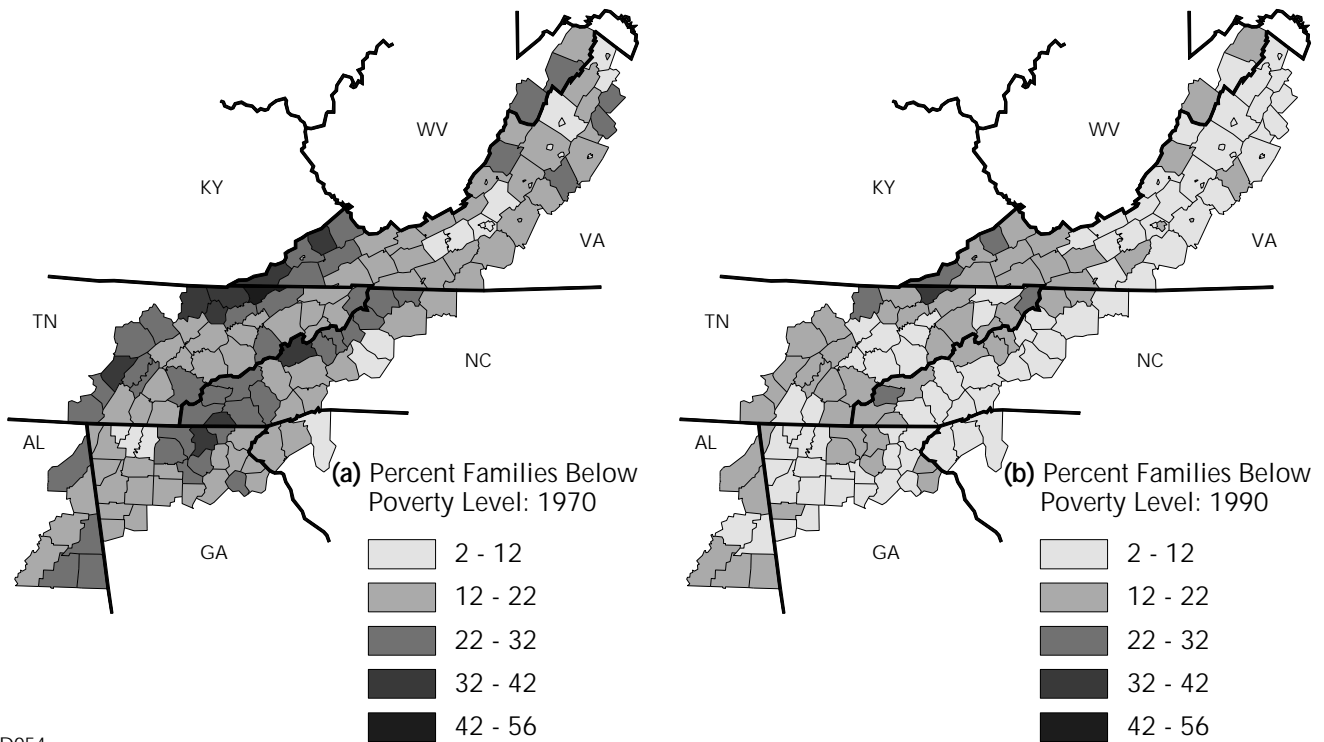 WV
KY
VA
TN
NC
AL
GA
(a) Percent Families Below
Poverty Level: 1970
2 - 12
12 - 22
22 - 32
32 - 42
42 - 56
WV
KY
VA
TN
NC
AL
GA
(b) Percent Families Below
Poverty Level: 1990
2 - 12
12 - 22
22 - 32
32 - 42
42 - 56